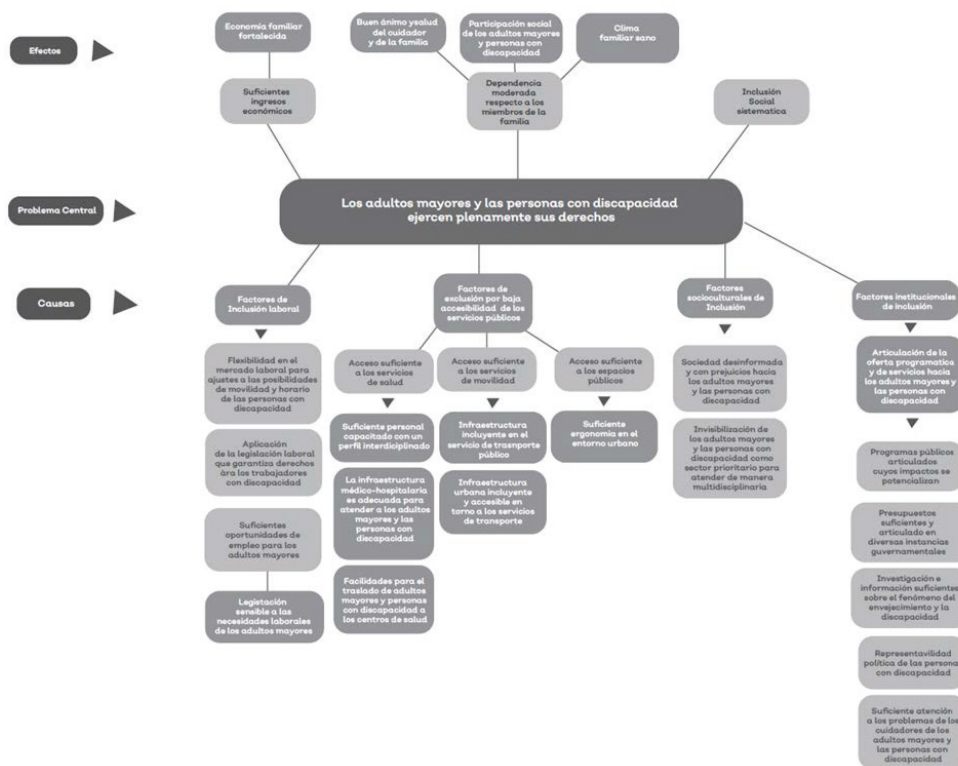 Efectos
Economía familiar
fortalecida
Buen ánimo ysalud
del cuidador
y de la familia
Participación social
de los adultos mayores
y personas con
discapacidad
Clima
familiar sano
Suficientes
ingresos
económicos
Dependencia
moderada
respecto a los
miembros de la
familia
Inclusión
Social
sistematica
Problema Central
Los adultos mayores y las personas con discapacidad
ejercen plenamente sus derechos
Causas
Factores de
Inclusión laboral
Flexibilidad en el
mercado laboral para
ajustes a las posibilidades
de movilidad y horario
de las personas con
discapacidad
Aplicación
de la legislación laboral
que garantiza derechos
àra los trabajadores
con discapacidad
Suficientes
oportunidades de
empleo para los
adultos mayores
Legistación
sensible a las
necesidades laborales
de los adultos mayores
Factores de
exclusión por baja
accesibilidad de los
servicios públicos
Acceso suficiente
a los servicios
de salud
Suficiente personal
capacitado con un
perfil interdiciplinado
La infraestructura
médico-hospitalaria
es adecuada para
atender a los adultos
mayores y las
personas con
discapacidad
Facilidades para el
traslado de adultos
mayores y personas
con discapacidad a
los centros de salud
Acceso suficiente
a los servicios
de movilidad
Infraestructura
incluyente en el
servicio de trasnporte
público
Infraestructura
urbana incluyente
y accesible en
torno a los servicios
de transporte
Acceso suficiente
a los espacios
públicos
Suficiente
ergonomia en el
entorno urbano
Factores
socioculturales de
Inclusión
Sociedad desinformada
y con prejuicios hacia
los adultos mayores
y las personas con
discapacidad
Invisibilización de
los adultos mayores
y las personas con
discapacidad como
sector prioritario para
atender de manera
multidisciplinaria
Factores institucionales
de inclusión
Articulación de la
oferta programatica
y de servicios hacia
los adultos mayores y
las personas con
discapacidad
Programas públicos
articulados
cuyos impactos se
potencializan
Presupuestos
suficientes y
articulado en
diversas instancias
guvernamentales
Investigación e
información suficientes
sobre el fenómeno del
envejecimiento y la
discapacidad
Representavilidad
política de las persona
con discapacidad
Suficiente atención
a los problemas de los
cuidadores de los
adultos mayores y
las personas con
discapacidad